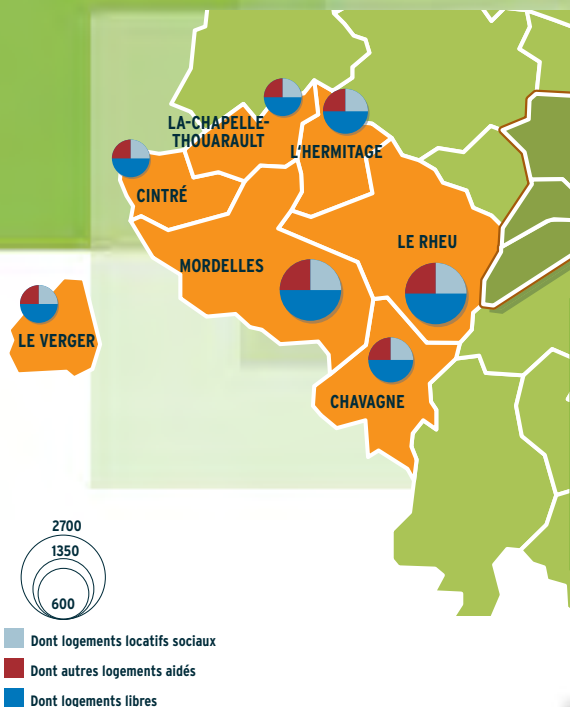 LA-CHAPELLE-
THOUARAULT
L'HERMITAGE
CINTRÉ
LE RHEU
MORDELLES
LE VERGER
CHAVAGNE
2700
1350
600
Dont logements locatifs sociaux
Dont autres logements aidés
Dont logements libres